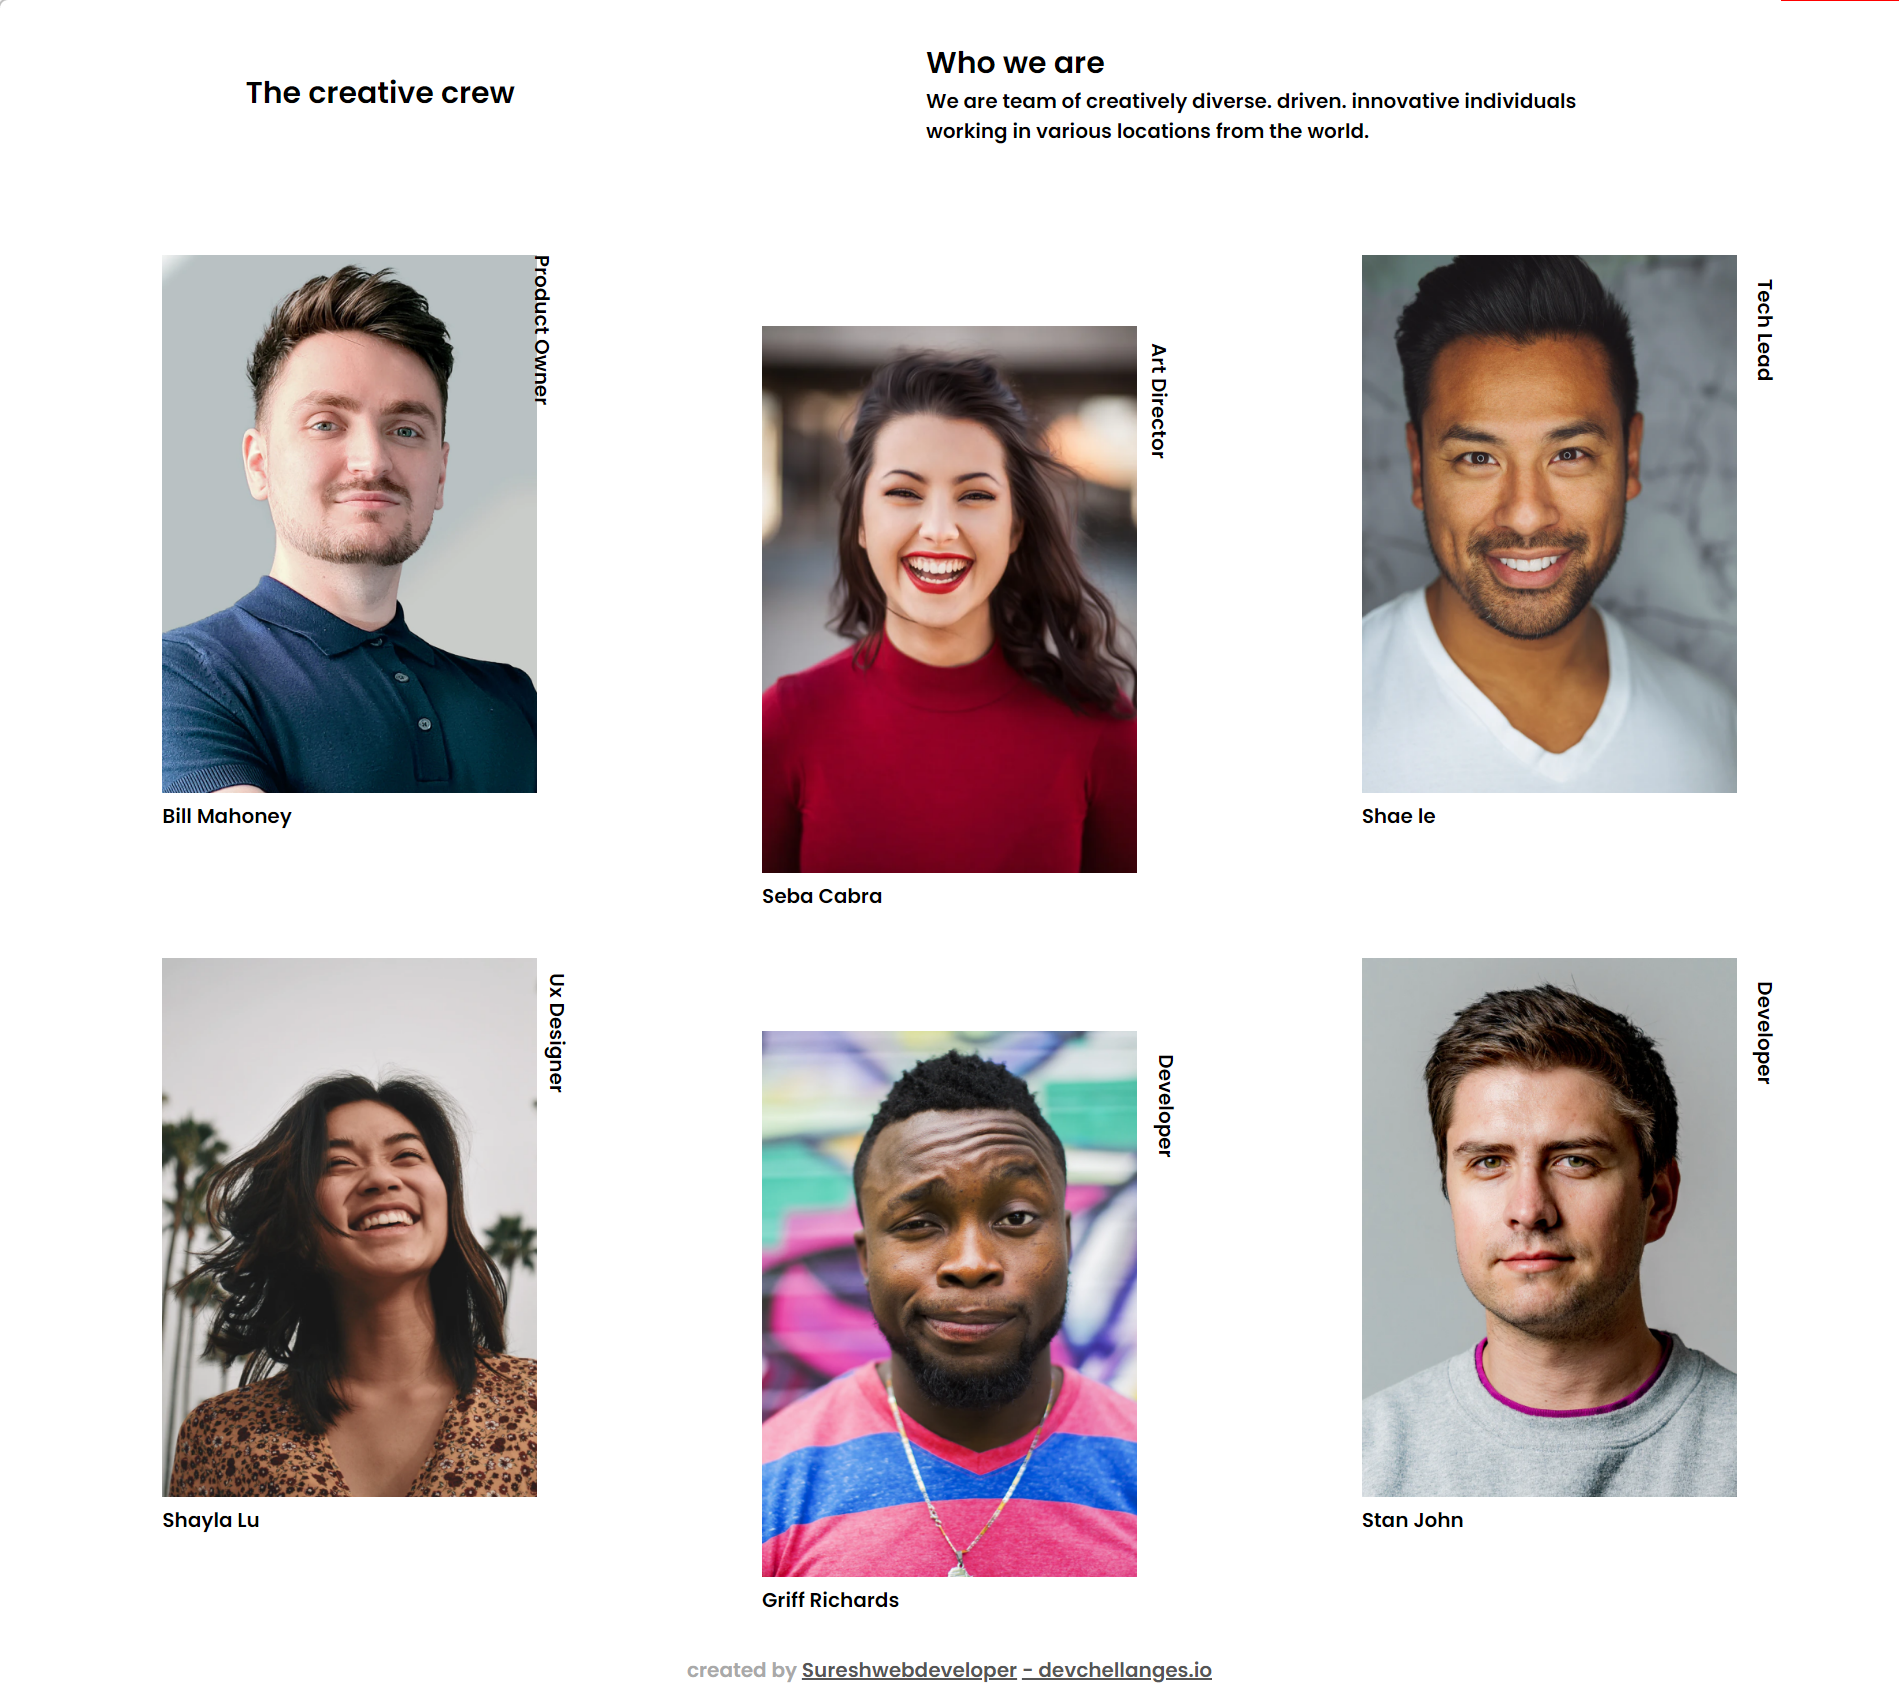 The creative crew
Who we are
We are team of creatively diverse. driven. innovative individuals
working in various locations from the world.
Product Owner
Bill Mahoney
Art Director
Seba Cabra
Tech Lead
Shae le
Ux Designer
Shayla Lu
Developer
Griff Richards
Developer
Stan John
created by Sureshwebdeveloper - devchellanges.io